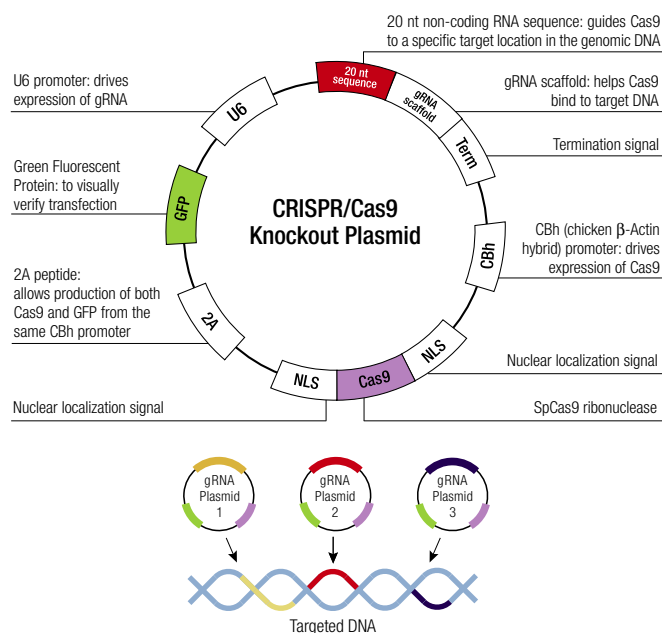 20 nt non-coding RNA sequence: guides Cas9
to a specific target location in the genomic DNA
U6 promoter: drives
expression of gRNA
20 nt
sequence
gRNA
scaffold
gRNA scaffold: helps Cas9
bind to target DNA
U6
Term
Termination signal
Green Fluorescent
Protein: to visually
verify transfection
GFP
CRISPR/Cas9
Knockout Plasmid
CBh
CBh (chicken β-Actin
hybrid) promoter: drives
expression of Cas9
2A peptide:
allows production of both
Cas9 and GFP from the
same CBh promoter
2A
NLS
Cas9
NLS
Nuclear localization signal
Nuclear localization signal
SpCas9 ribonuclease
gRNA
Plasmid
1
gRNA
Plasmid
2
gRNA
Plasmid
3
Targeted DNA